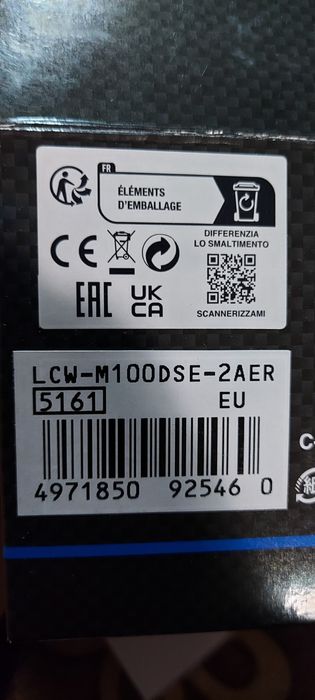 FR
ÉLÉMENTS
D'EMBALLAGE
DIFFERENZIA
LO SMALTIMENTO
CE
EAC
UK
CA
SCANNERIZZAMI
LCW-M100DSE-2AER
5161 EU
4971850 92546 0
C